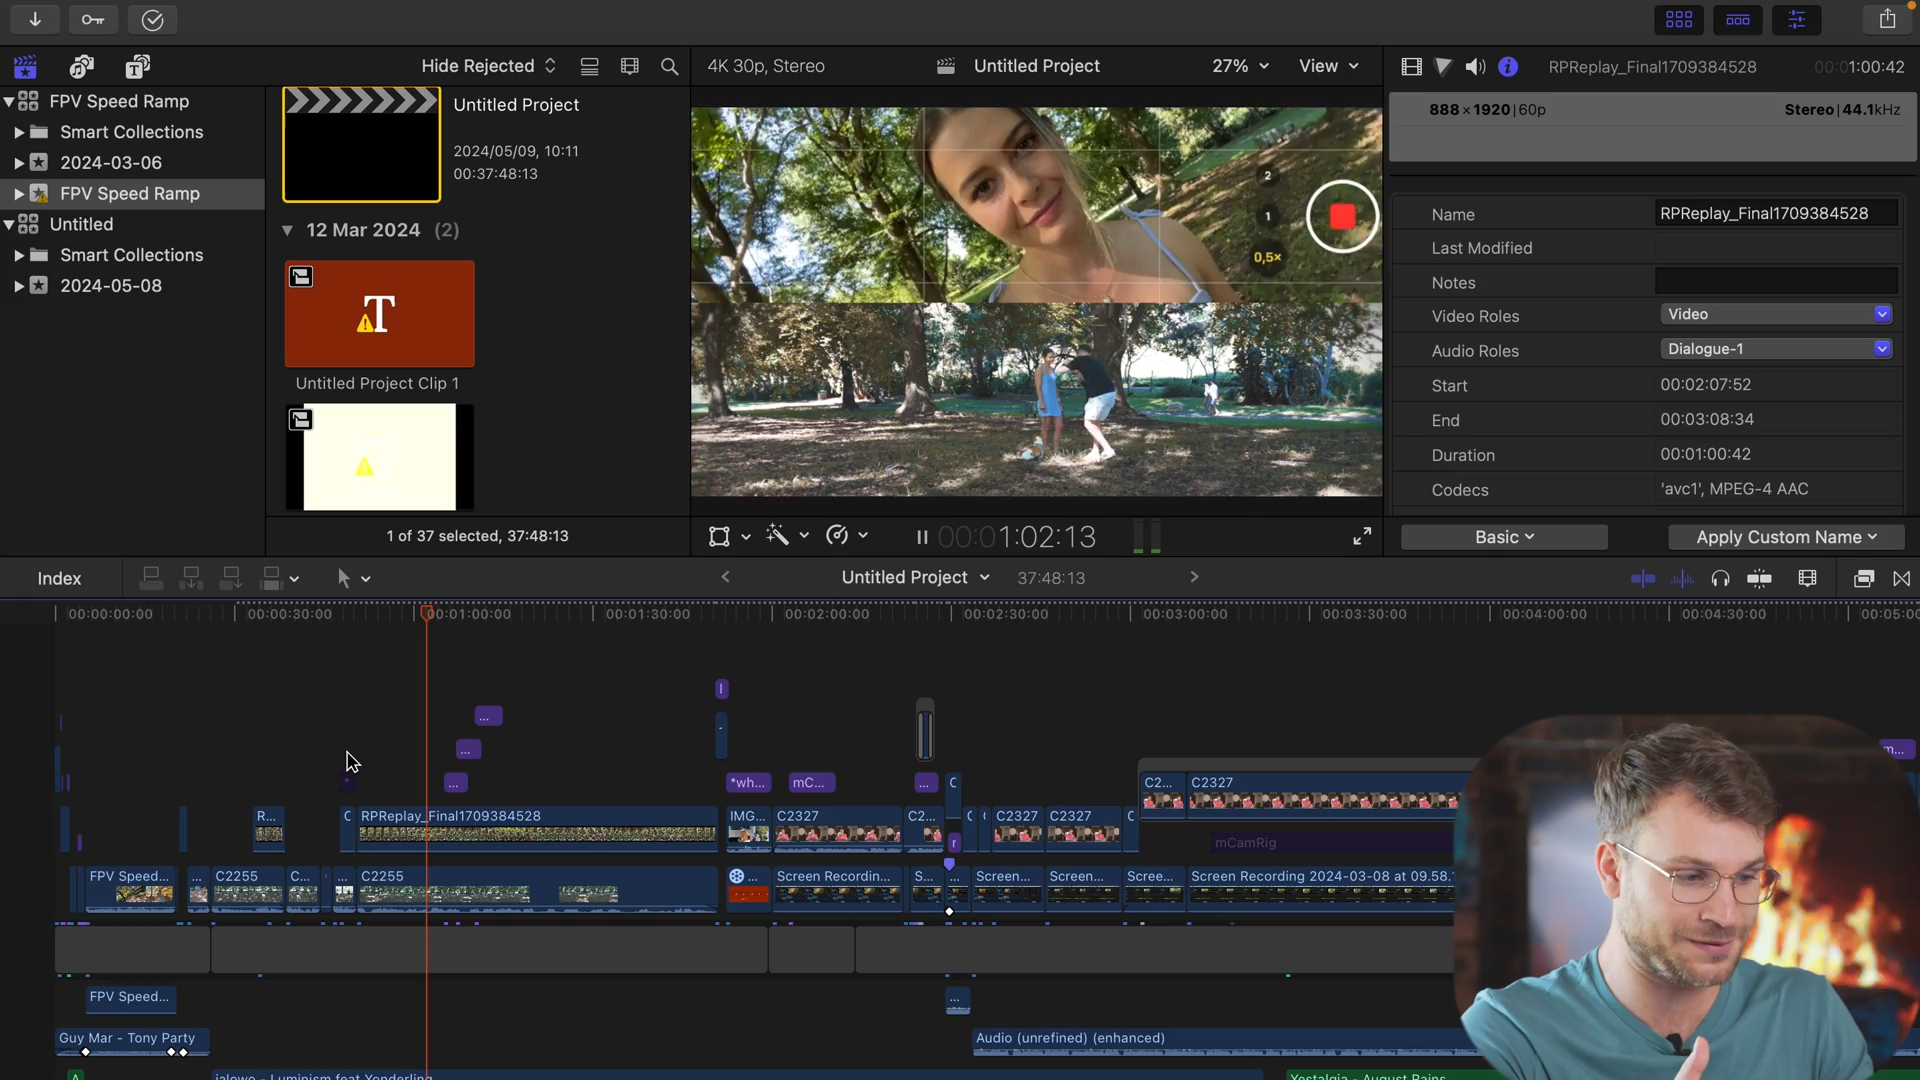 Hide Rejected
4K 30p, Stereo
Untitled Project
27%
View
RPReplay_Final1709384528
00:01:00:42
FPV Speed Ramp
Smart Collections
2024-03-06
FPV Speed Ramp
Untitled
Smart Collections
2024-05-08
Untitled Project
2024/05/09, 10:11
00:37:48:13
12 Mar 2024 (2)
T
Untitled Project Clip 1
1 of 37 selected, 37:48:13
2
1
0,5×
00:01:02:13
888×1920|60p
Stereo|44.1kHz
Name RPReplay_Final1709384528
Last Modified
Notes
Video Roles Video
Audio Roles Dialogue-1
Start 00:02:07:52
End 00:03:08:34
Duration 00:01:00:42
Codecs 'avc1', MPEG-4 AAC
Basic
Apply Custom Name
Index
Untitled Project
37:48:13
00:00:00:00 00:00:30:00 00:01:00:00 00:01:30:00 00:02:00:00 00:02:30:00 00:03:00:00 00:03:30:00 00:04:00:00 00:04:30:00 00:05:00
I
...
-
...
m...
...
*wh...
mC...
...
C
C2...
C2327
R...
C
RPReplay_Final1709384528
IMG...
C2327
C2...
C
C2327
C2327
C
r
mCamRig
FPV Speed...
...
C2255
C...
...
C2255
...
Screen Recordin...
S...
...
Screen...
Screen...
Scree...
Screen Recording 2024-03-08 at 09.58.
FPV Speed...
...
Guy Mar - Tony Party
Audio (unrefined) (enhanced)
A
ialowe - Luminism feat Yonderling
Yestalgia - August Rains